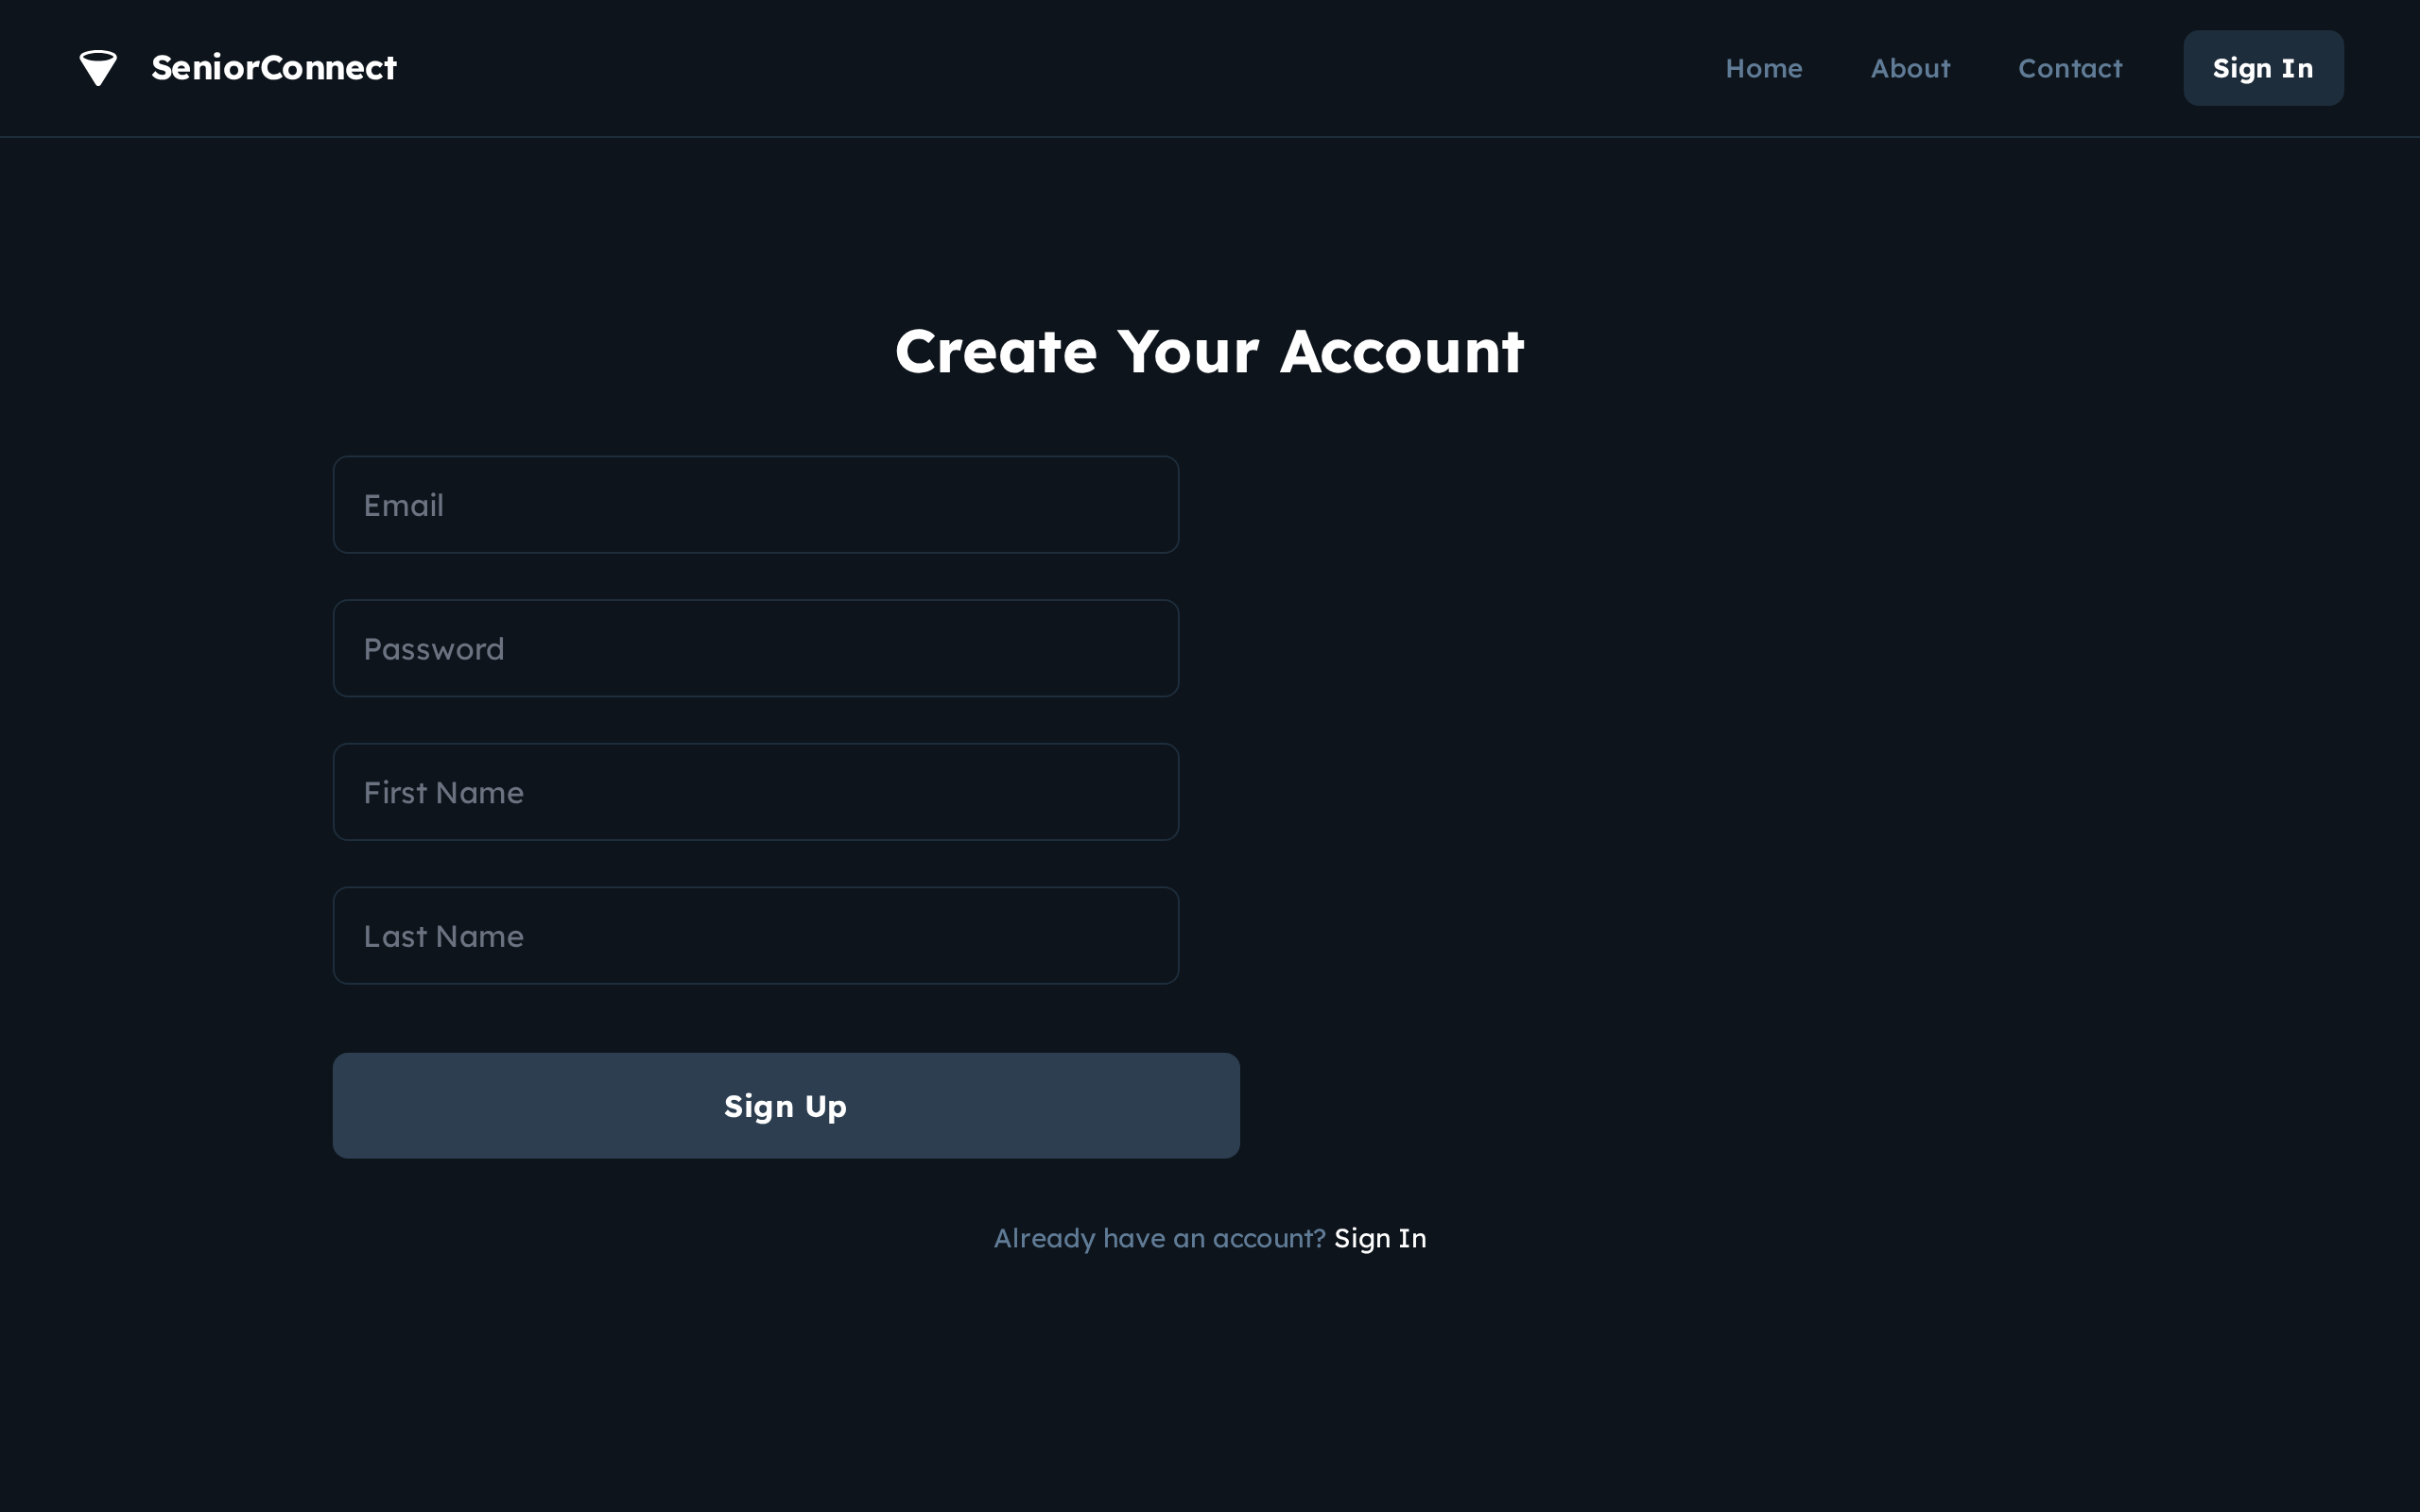 SeniorConnect
Home About Contact Sign In
Create Your Account
Email
Password
First Name
Last Name
Sign Up
Already have an account? Sign In